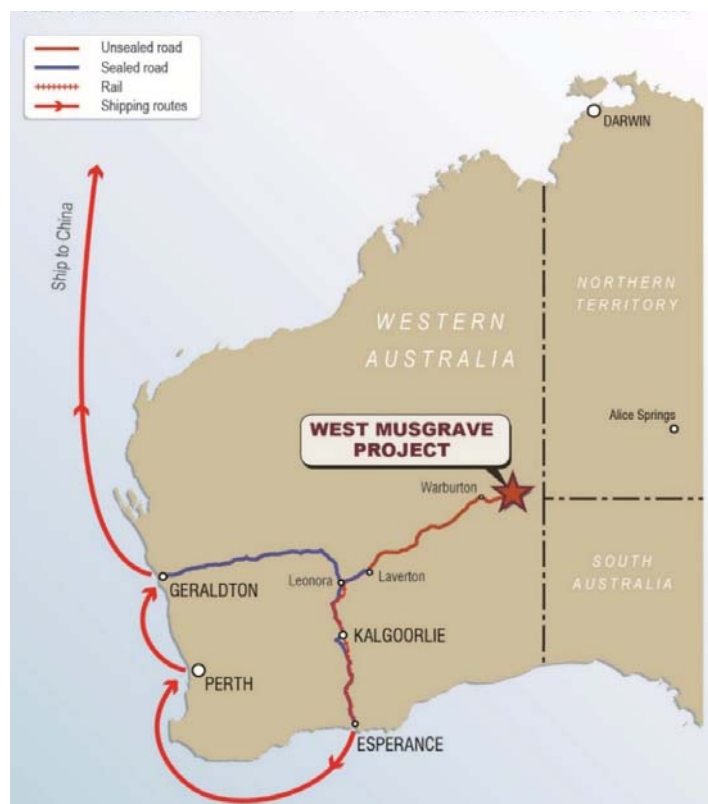 Unsealed road
Sealed road
Rail
Shipping routes
DARWIN
Ship to China
NORTHERN
TERRITORY
WESTERN
AUSTRALIA
Alice Springs
WEST MUSGRAVE
PROJECT
Warburton
SOUTH
AUSTRALIA
Laverton
Leonora
GERALDTON
KALGOORLIE
PERTH
ESPERANCE